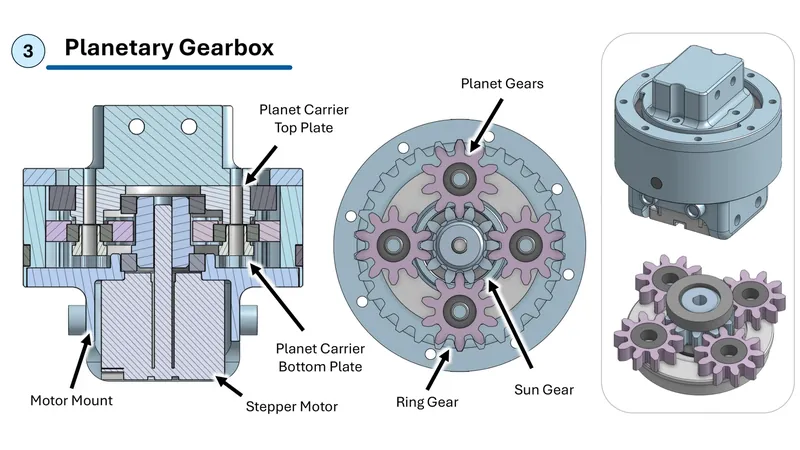 3
Planetary Gearbox
Planet Carrier
Top Plate
Planet Gears
Planet Carrier
Bottom Plate
Motor Mount
Stepper Motor
Ring Gear
Sun Gear